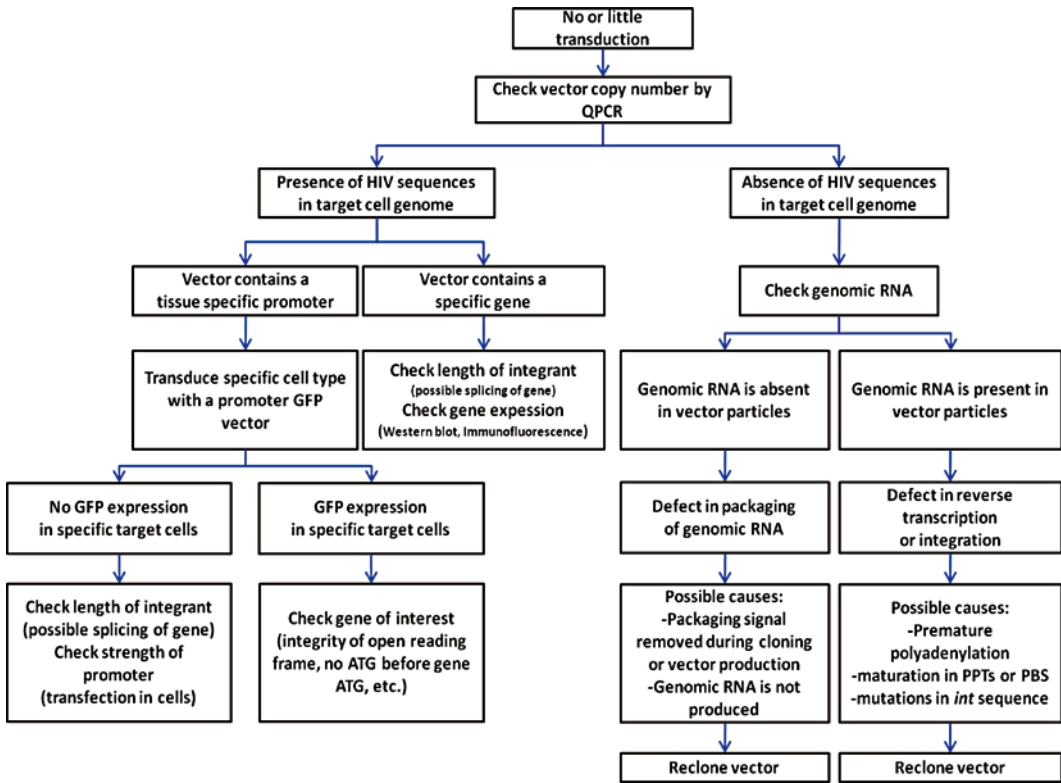 No or little
transduction
Check vector copy number by
QPCR
Presence of HIV sequences
in target cell genome
Absence of HIV sequences
in target cell genome
Vector contains a
tissue specific promoter
Vector contains a
specific gene
Check genomic RNA
Transduce specific cell type
with a promoter GFP
vector
Check length of integrant
(possible splicing of gene)
Check gene expession
(Western blot, Immunofluorescence)
Genomic RNA is absent
in vector particles
Genomic RNA is present in
vector particles
No GFP expression
in specific target cells
GFP expression
in specific target cells
Defect in packaging
of genomic RNA
Defect in reverse
transcription
or integration
Check length of integrant
(possible splicing of gene)
Check strength of
promoter
(transfection in cells)
Check gene of interest
(integrity of open reading
frame, no ATG before gene
ATG, etc.)
Possible causes:
-Packaging signal
removed during cloning
or vector production
-Genomic RNA is not
produced
Possible causes:
-Premature
polyadenylation
-maturation in PPTs or PBS
-mutations in int sequence
Reclone vector
Reclone vector